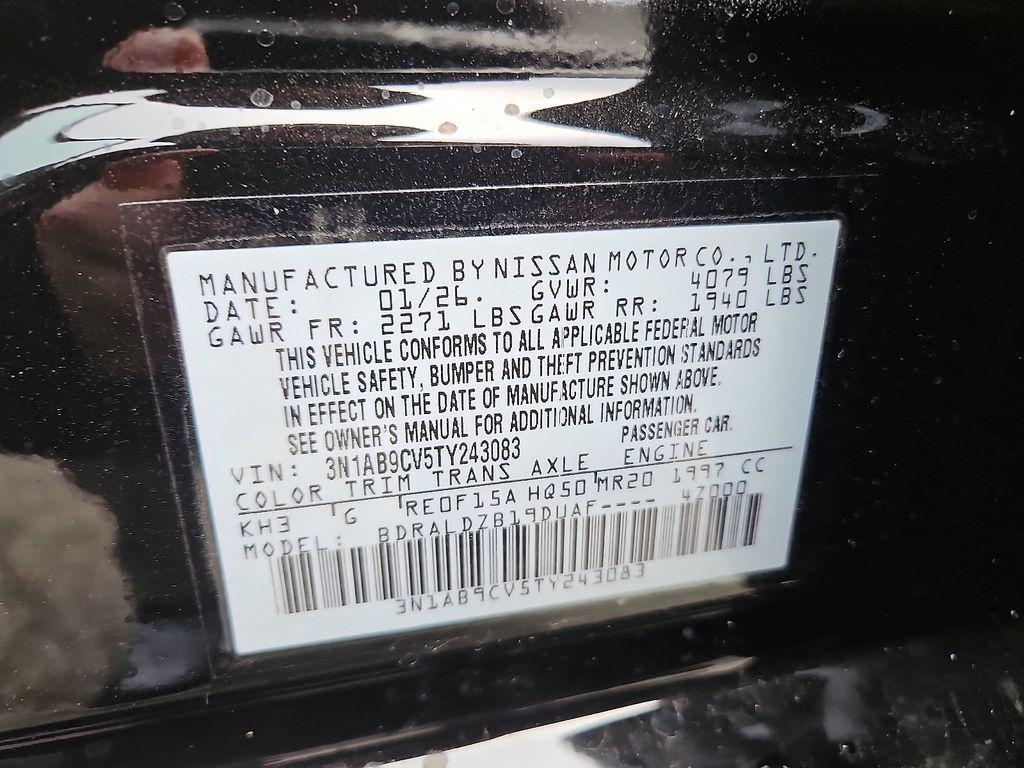 MANUFACTURED BY NISSAN MOTOR CO., LTD.
DATE: 01/26. GVWR: 4079 LBS
GAWR FR: 2271 LBS GAWR RR: 1940 LBS
THIS VEHICLE CONFORMS TO ALL APPLICABLE FEDERAL MOTOR
VEHICLE SAFETY, BUMPER AND THEFT PREVENTION STANDARDS
IN EFFECT ON THE DATE OF MANUFACTURE SHOWN ABOVE.
SEE OWNER'S MANUAL FOR ADDITIONAL INFORMATION.
VIN: 3N1AB9CV5TY243083 PASSENGER CAR.
COLOR TRIM TRANS AXLE ENGINE
KH3 G RE0F15A HQ50 MR20 1997 CC
MODEL: BDRALDZB19DUAF---- 47000
3N1AB9CV5TY243083